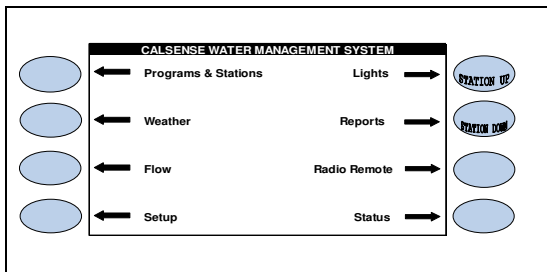 CALSENSE WATER MANAGEMENT SYSTEM
Programs & Stations
Lights
STATION UP
Weather
Reports
STATION DOWN
Flow
Radio Remote
Setup
Status